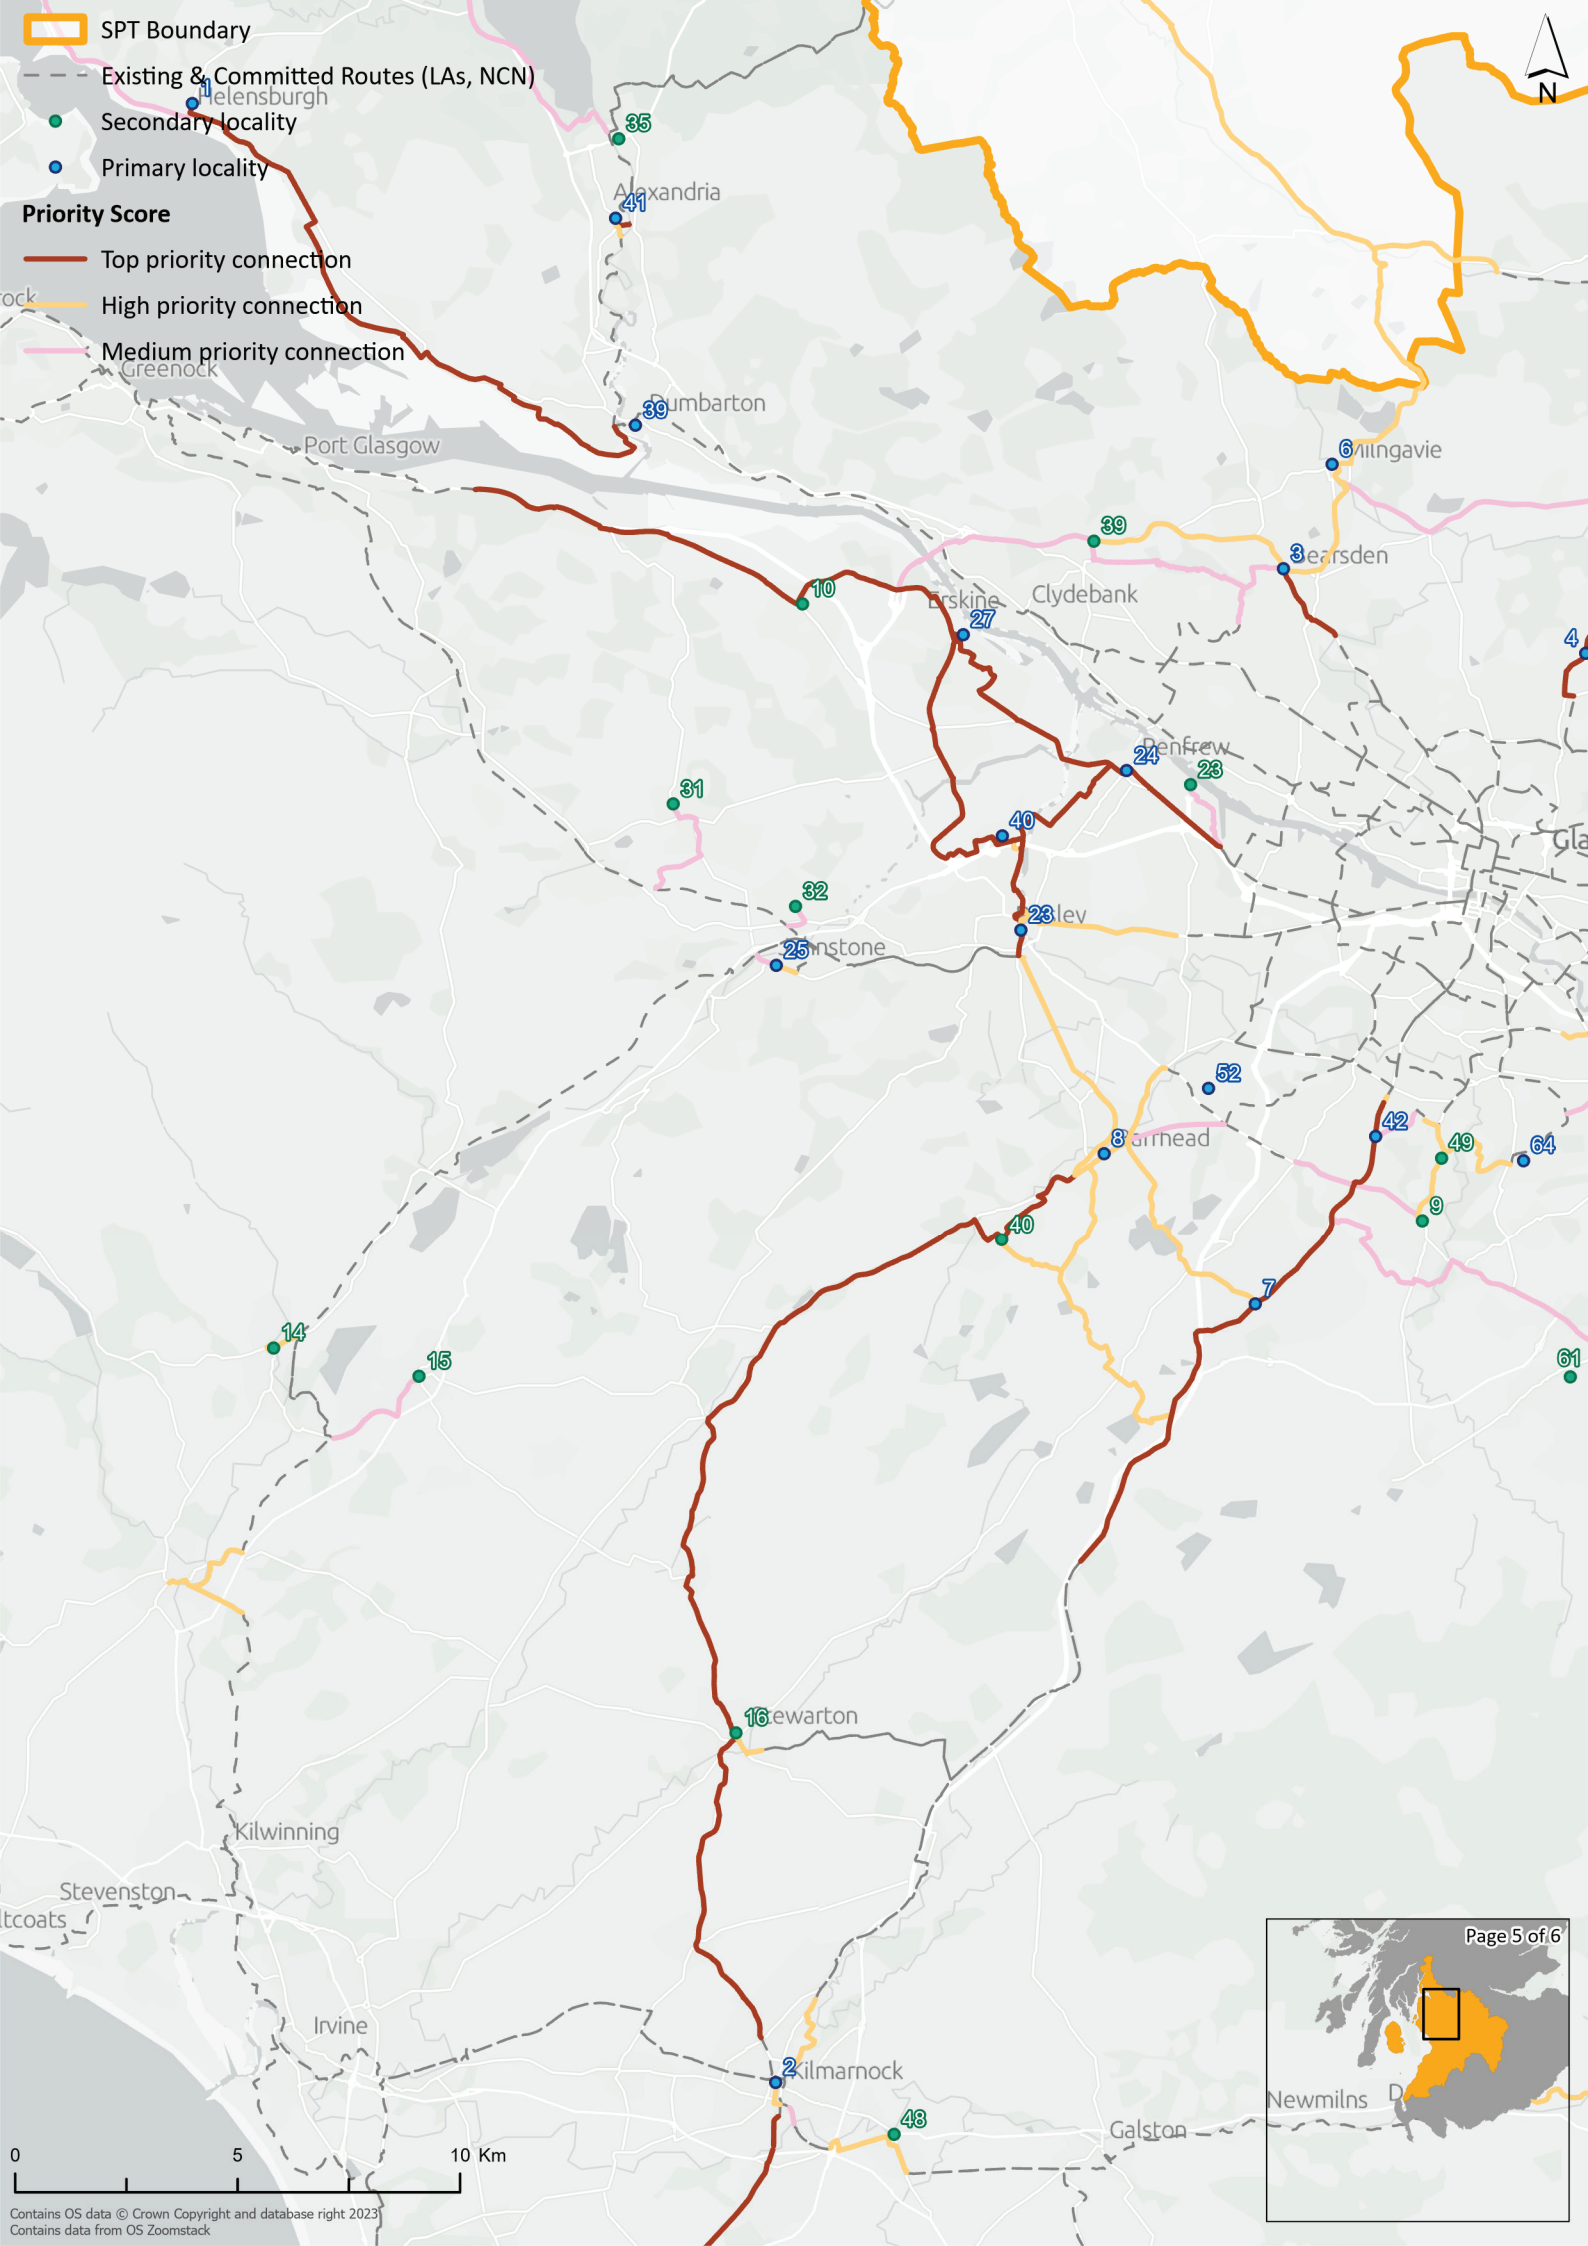 SPT Boundary
Existing & Committed Routes (LAs, NCN)
1
Helensburgh
Secondary locality
Primary locality
Priority Score
Top priority connection
High priority connection
Medium priority connection
N
35
Alexandria
41
ock
Greenock
39
Dumbarton
Port Glasgow
6
Milngavie
39
3
Bearsden
Clydebank
10
Erskine
27
4
Renfrew
24
23
31
40
Gla
32
23
25
52
8
42
49
64
9
40
7
14
15
61
16
Stewarton
Kilwinning
Stevenston
ltcoats
Irvine
2
Kilmarnock
48
Galston
Newmilns
D
Page 5 of 6
0 5 10 Km
Contains OS data © Crown Copyright and database right 2023
Contains data from OS Zoomstack